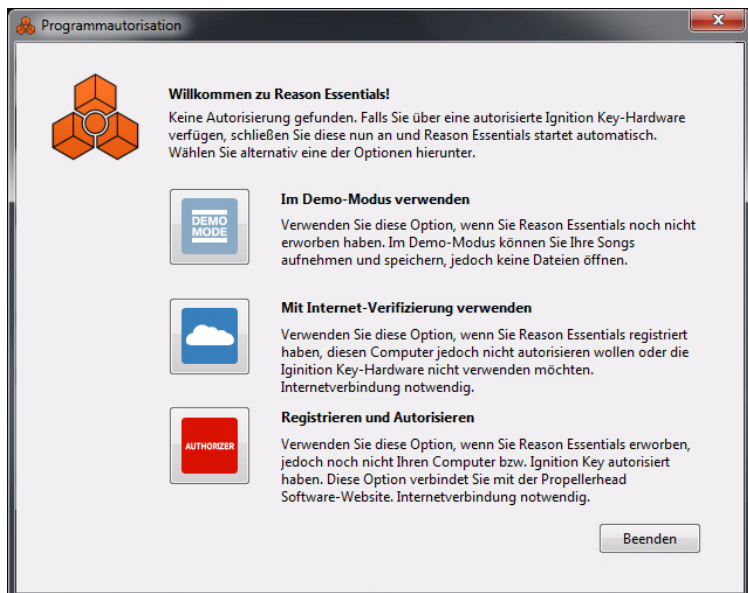 Programmautorisation
Willkommen zu Reason Essentials!
Keine Autorisierung gefunden. Falls Sie über eine autorisierte Ignition Key-Hardware
verfügen, schließen Sie diese nun an und Reason Essentials startet automatisch.
Wählen Sie alternativ eine der Optionen hierunter.
DEMO
MODE
Im Demo-Modus verwenden
Verwenden Sie diese Option, wenn Sie Reason Essentials noch nicht
erworben haben. Im Demo-Modus können Sie Ihre Songs
aufnehmen und speichern, jedoch keine Dateien öffnen.
Mit Internet-Verifizierung verwenden
Verwenden Sie diese Option, wenn Sie Reason Essentials registriert
haben, diesen Computer jedoch nicht autorisieren wollen oder die
Iginition Key-Hardware nicht verwenden möchten.
Internetverbindung notwendig.
AUTHORIZER
Registrieren und Autorisieren
Verwenden Sie diese Option, wenn Sie Reason Essentials erworben,
jedoch noch nicht Ihren Computer bzw. Ignition Key autorisiert
haben. Diese Option verbindet Sie mit der Propellerhead
Software-Website. Internetverbindung notwendig.
Beenden